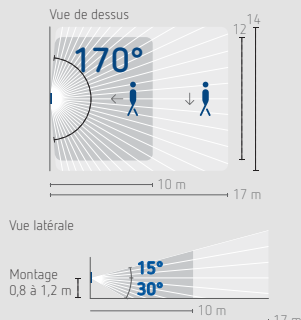 Vue de dessus
12 14
170°
10 m
17 m
Vue latérale
15°
Montage
0,8 à 1,2 m
30°
10 m
17 m